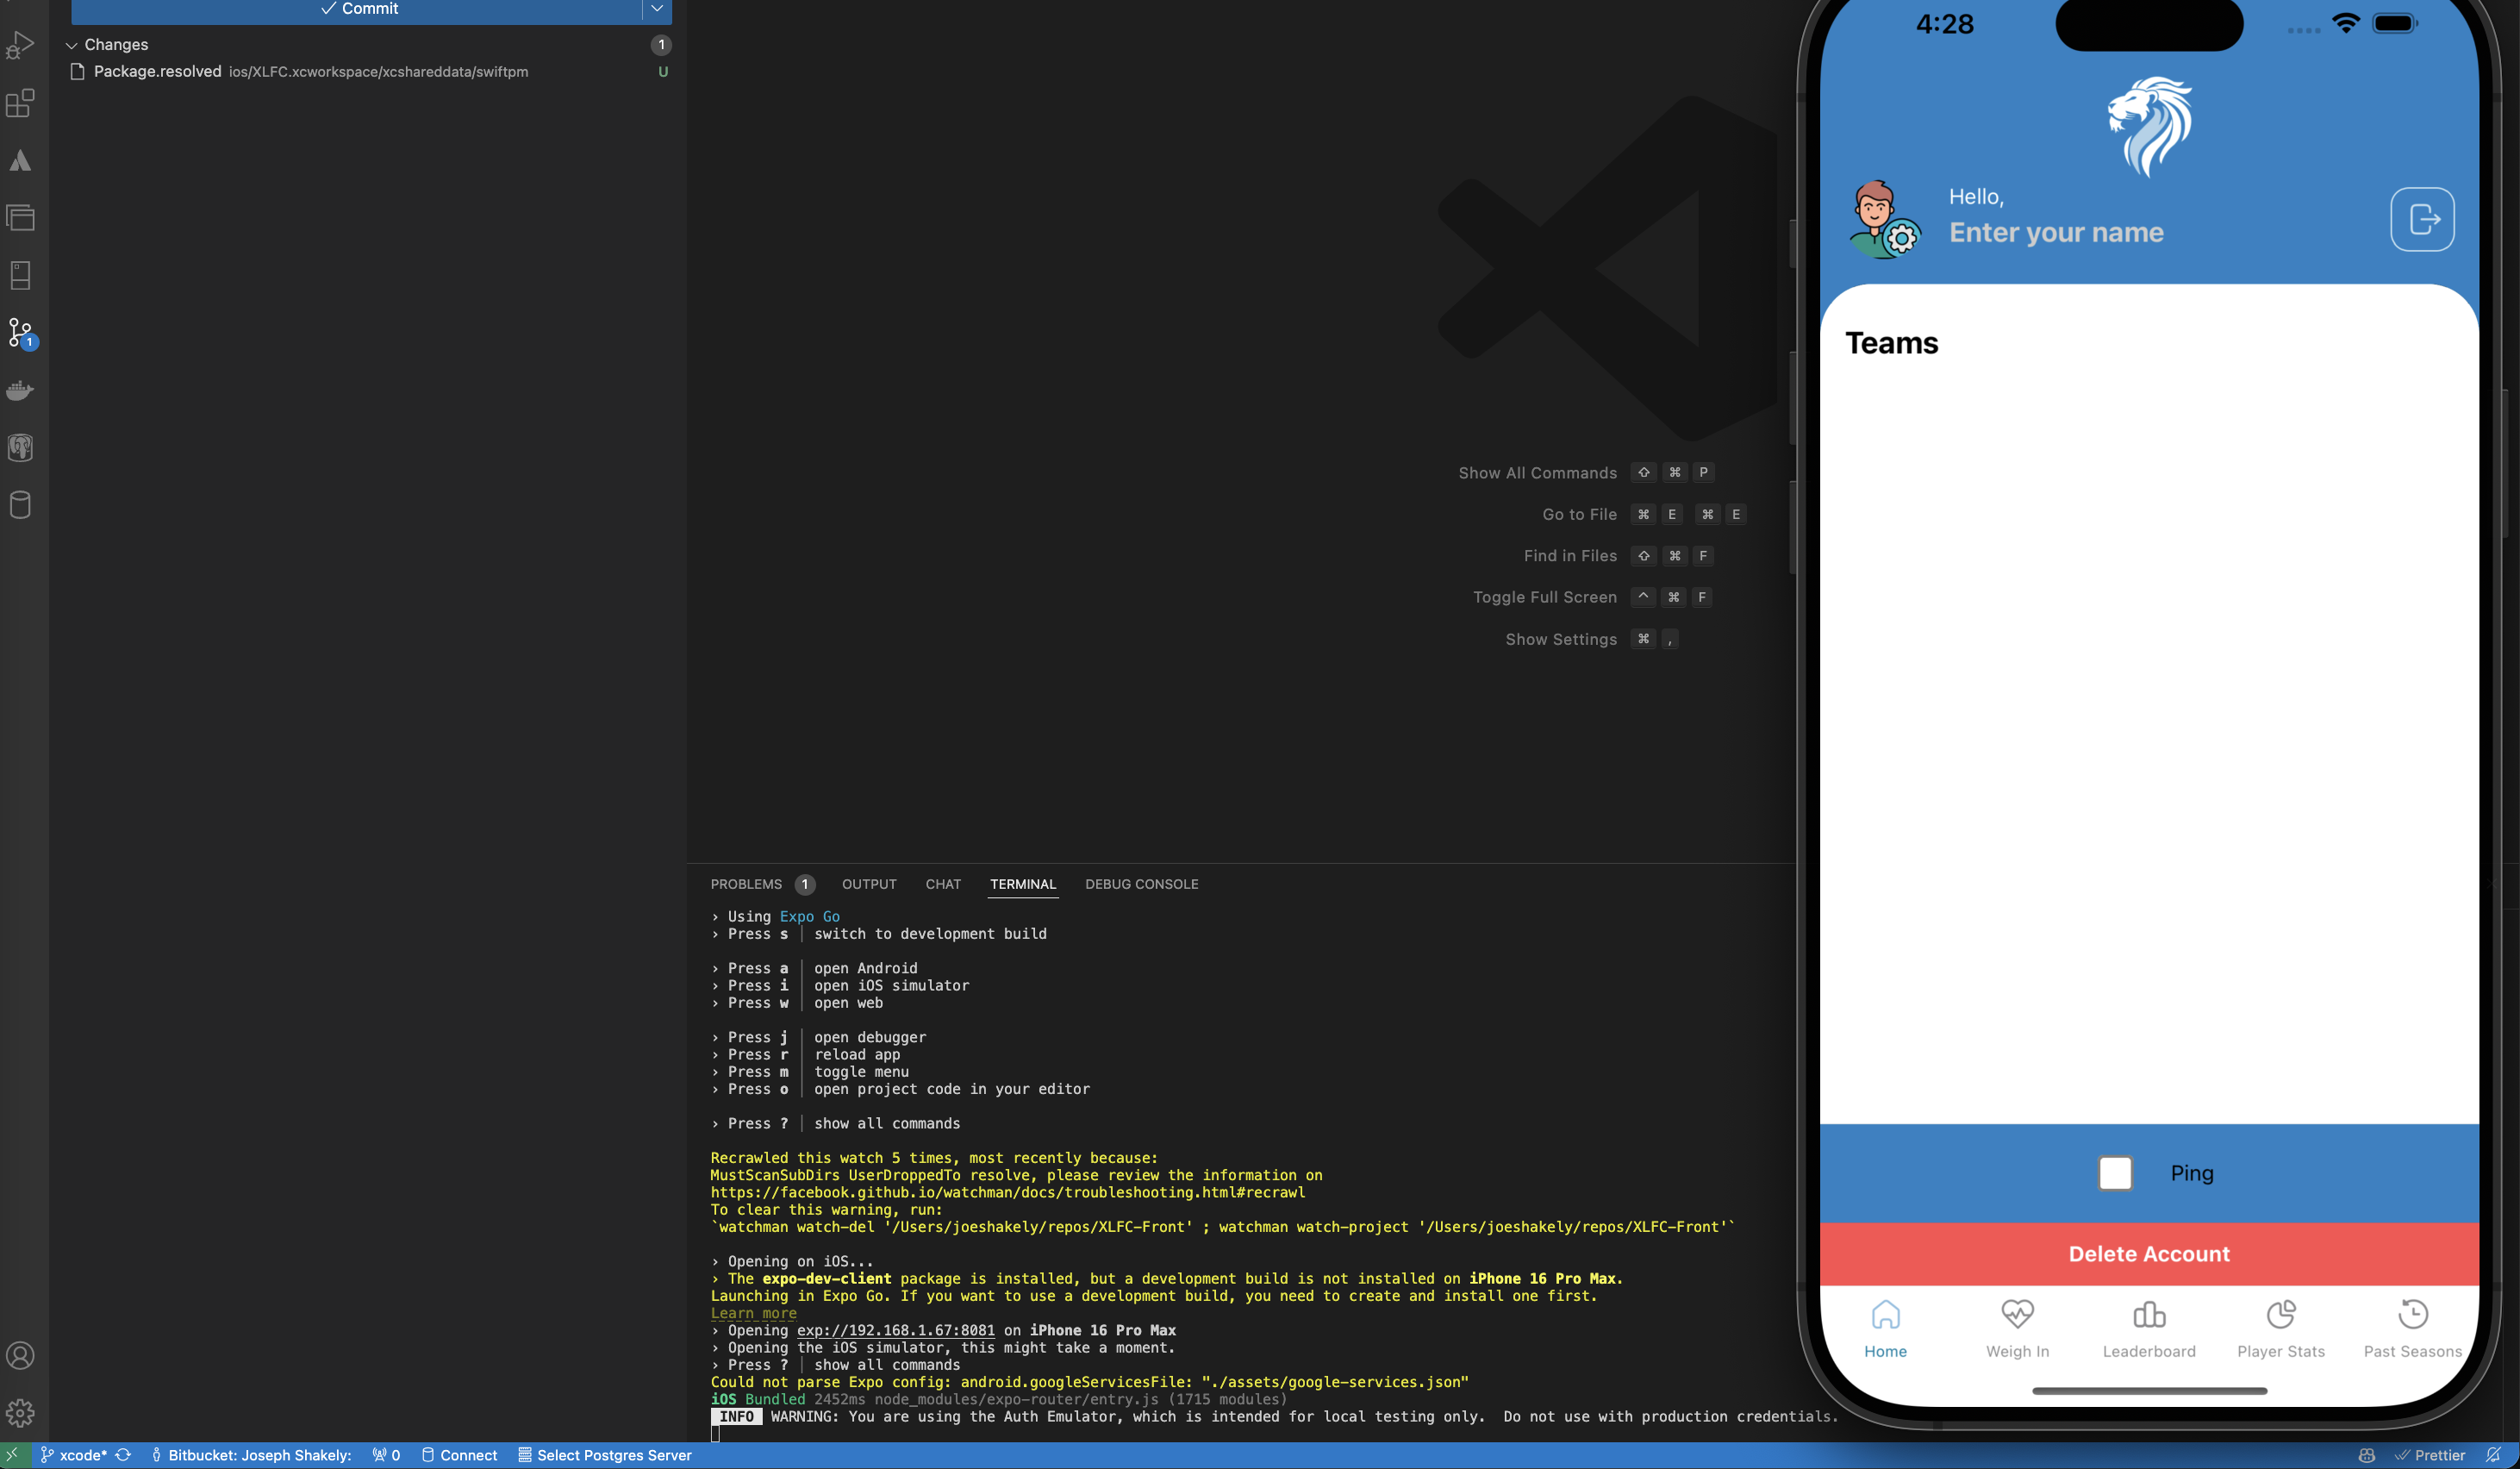 Commit
Changes
1
Package.resolved ios/XLFC.xcworkspace/xcshareddata/swiftpm
U
1
Show All Commands ⇧ ⌘ P
Go to File ⌘ E ⌘ E
Find in Files ⇧ ⌘ F
Toggle Full Screen ^ ⌘ F
Show Settings ⌘ ,
PROBLEMS 1 OUTPUT CHAT TERMINAL DEBUG CONSOLE
› Using Expo Go
› Press s │ switch to development build
› Press a │ open Android
› Press i │ open iOS simulator
› Press w │ open web
› Press j │ open debugger
› Press r │ reload app
› Press m │ toggle menu
› Press o │ open project code in your editor
› Press ? │ show all commands
Recrawled this watch 5 times, most recently because:
MustScanSubDirs UserDroppedTo resolve, please review the information on
https://facebook.github.io/watchman/docs/troubleshooting.html#recrawl
To clear this warning, run:
`watchman watch-del '/Users/joeshakely/repos/XLFC-Front' ; watchman watch-project '/Users/joeshakely/repos/XLFC-Front'`
› Opening on iOS...
› The expo-dev-client package is installed, but a development build is not installed on iPhone 16 Pro Max.
Launching in Expo Go. If you want to use a development build, you need to create and install one first.
Learn more
› Opening exp://192.168.1.67:8081 on iPhone 16 Pro Max
› Opening the iOS simulator, this might take a moment.
› Press ? │ show all commands
Could not parse Expo config: android.googleServicesFile: "./assets/google-services.json"
iOS Bundled 2452ms node_modules/expo-router/entry.js (1715 modules)
INFO WARNING: You are using the Auth Emulator, which is intended for local testing only. Do not use with production credentials.
4:28
Hello,
Enter your name
Teams
Ping
Delete Account
Home
Weigh In
Leaderboard
Player Stats
Past Seasons
xcode* Bitbucket: Joseph Shakely: 0 Connect Select Postgres Server
Prettier